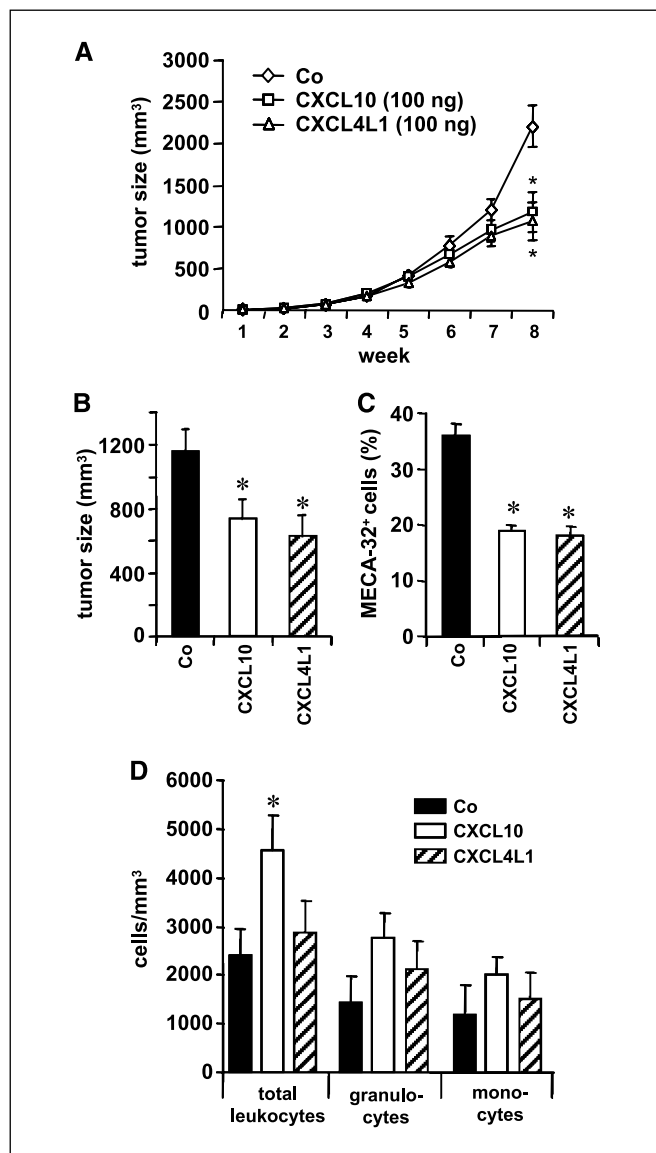 A
Co
CXCL10 (100 ng)
CXCL4L1 (100 ng)
tumor size (mm³)
3000
2500
2000
1500
1000
500
0
*
*
1 2 3 4 5 6 7 8
week
B
tumor size (mm³)
1200
800
600
400
0
*
*
Co
CXCL10
CXCL4L1
C
MECA-32⁺ cells (%)
40
30
20
10
0
*
*
Co
CXCL10
CXCL4L1
D
cells/mm³
6000
5000
4000
3000
2000
1000
0
*
Co
CXCL10
CXCL4L1
total granulo- mono-
leukocytes cytes cytes